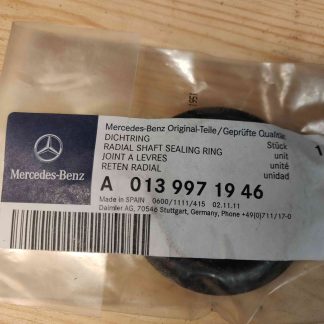 Mercedes-Benz Original-Teile/Geprüfte Qualität
DICHTRING
RADIAL SHAFT SEALING RING
JOINT A LEVRES
RETEN RADIAL
Stück
unit
unité
unidad
1
Mercedes-Benz
A 013 997 19 46
Made in SPAIN 0600/1111/415 02.11.11
Daimler AG, 70546 Stuttgart, Germany, Phone +49(0)711/17-0